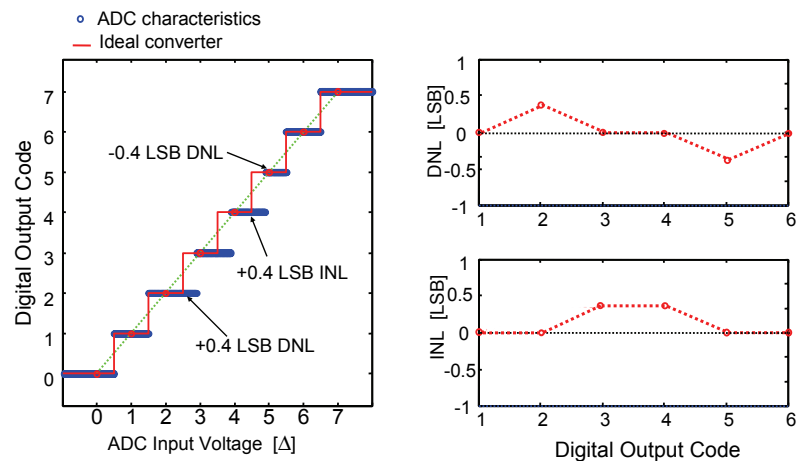 ADC characteristics
Ideal converter
7
6
5
4
3
2
1
0
Digital Output Code
-0.4 LSB DNL
+0.4 LSB INL
+0.4 LSB DNL
0 1 2 3 4 5 6 7
ADC Input Voltage [Δ]
1
0.5
0
-0.5
-1
DNL [LSB]
1 2 3 4 5 6
1
0.5
0
-0.5
-1
INL [LSB]
1 2 3 4 5 6
Digital Output Code